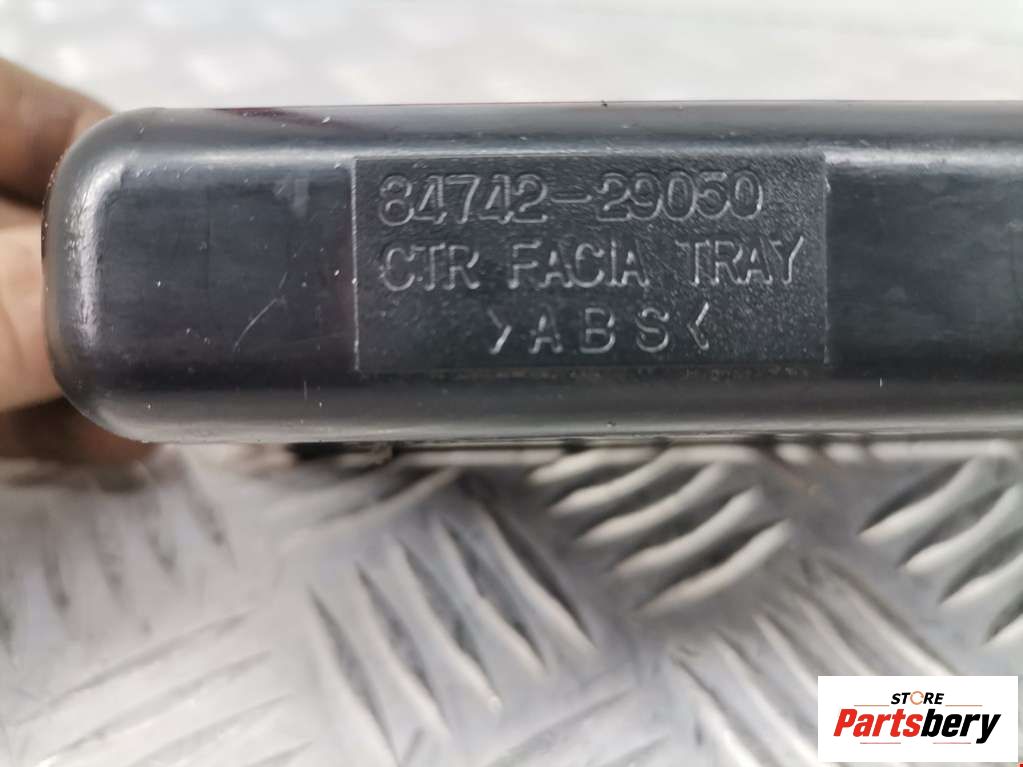 84742-29050
CTR FACIA TRAY
>ABS<
STORE
Partsbery